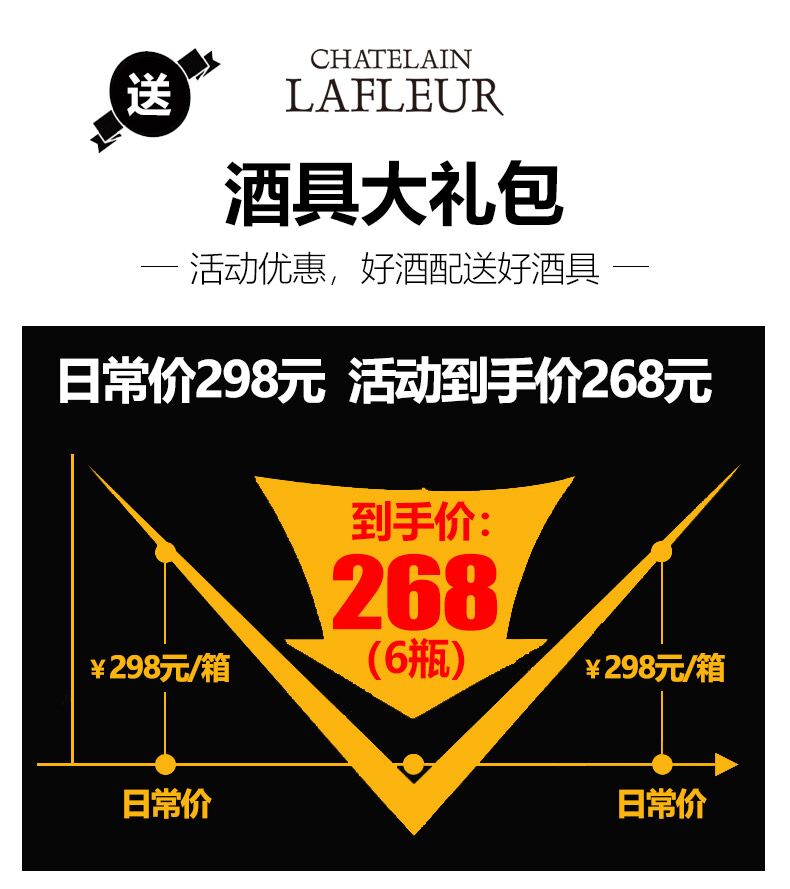 送
CHATELAIN
LAFLEUR
酒具大礼包
活动优惠，好酒配送好酒具
日常价298元 活动到手价268元
到手价：
268
（6瓶）
¥298元/箱
¥298元/箱
日常价
日常价